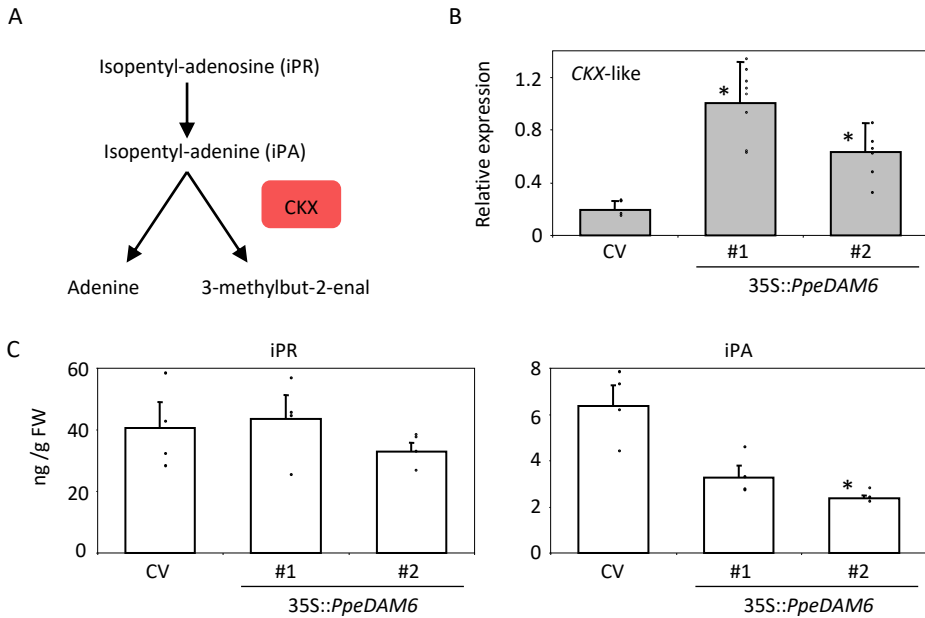 A
Isopentyl-adenosine (iPR)
Isopentyl-adenine (iPA)
CKX
Adenine
3-methylbut-2-enal
B
CKX-like
Relative expression
1.2
0.8
0.4
0
*
*
CV
#1
#2
35S::PpeDAM6
C
iPR
ng /g FW
60
40
20
0
CV
#1
#2
35S::PpeDAM6
iPA
8
6
4
2
0
*
CV
#1
#2
35S::PpeDAM6